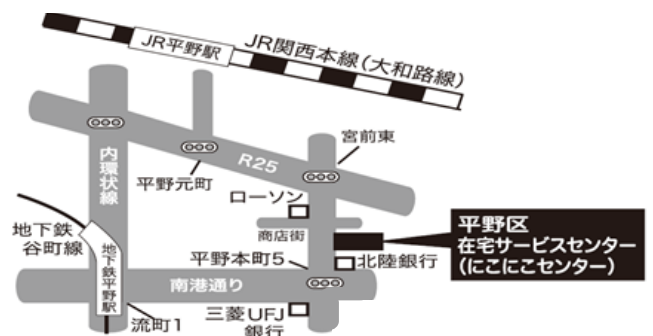 JR平野駅
JR関西本線(大和路線)
宮前東
R25
内環状線
平野元町
ローソン
地下鉄
谷町線
商店街
平野区
在宅サービスセンター
(にこにこセンター)
地下鉄平野駅
平野本町5
北陸銀行
南港通り
流町1
三菱UFJ
銀行